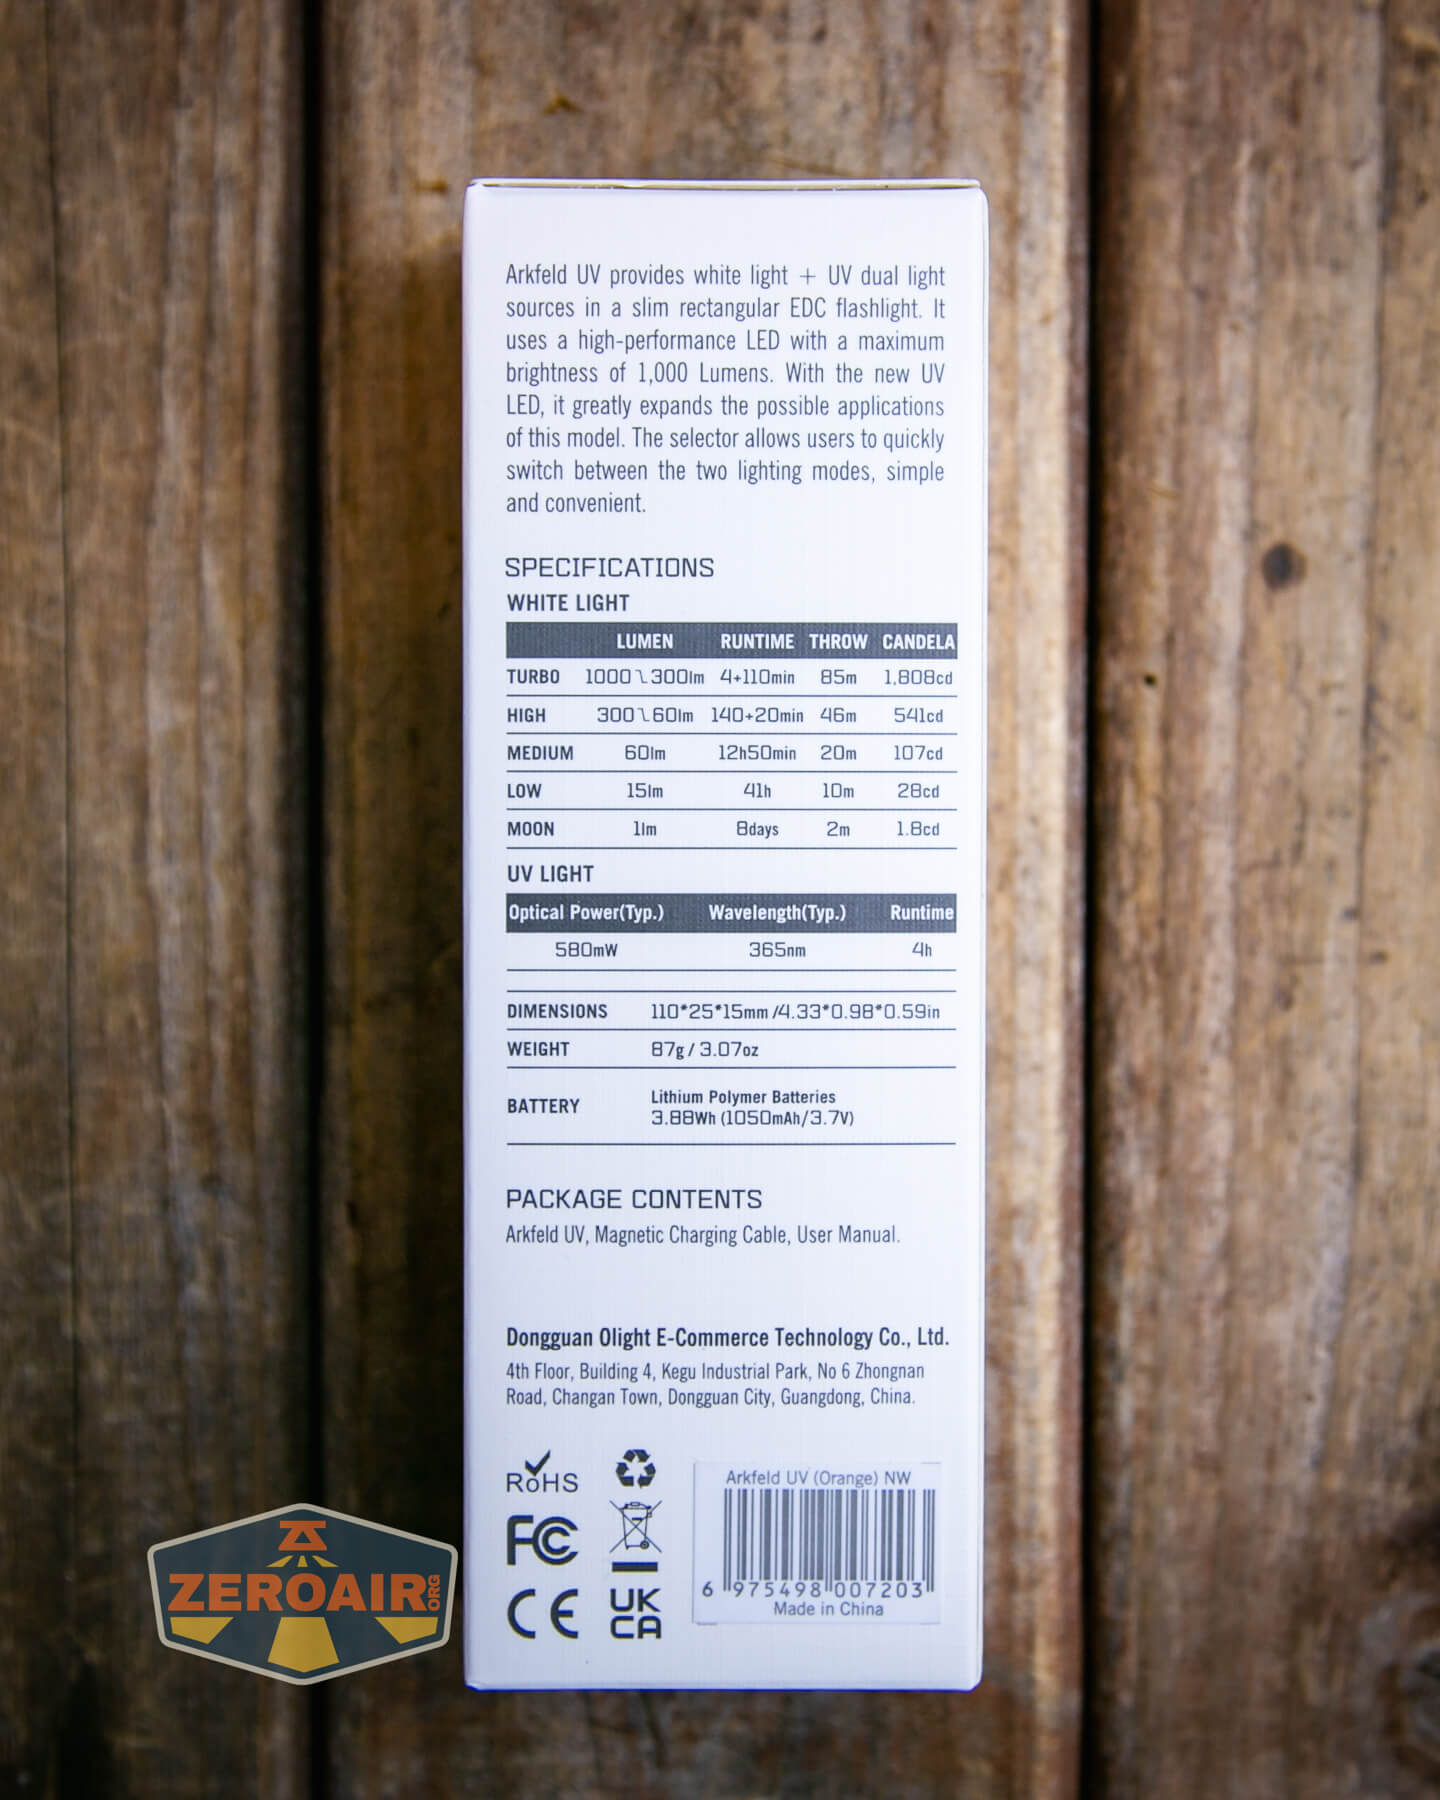 Arkfeld UV provides white light + UV dual light
sources in a slim rectangular EDC flashlight. It
uses a high-performance LED with a maximum
brightness of 1,000 Lumens. With the new UV
LED, it greatly expands the possible applications
of this model. The selector allows users to quickly
switch between the two lighting modes, simple
and convenient.
SPECIFICATIONS
WHITE LIGHT
LUMEN RUNTIME THROW CANDELA
TURBO 1000~300lm 4+110min 85m 1,808cd
HIGH 300~60lm 140+20min 46m 541cd
MEDIUM 60lm 12h50min 20m 107cd
LOW 15lm 41h 10m 28cd
MOON 1lm 8days 2m 1.8cd
UV LIGHT
Optical Power(Typ.) Wavelength(Typ.) Runtime
580mW 365nm 4h
DIMENSIONS 110*25*15mm /4.33*0.98*0.59in
WEIGHT 87g / 3.07oz
BATTERY Lithium Polymer Batteries
3.88Wh (1050mAh/3.7V)
PACKAGE CONTENTS
Arkfeld UV, Magnetic Charging Cable, User Manual.
Dongguan Olight E-Commerce Technology Co., Ltd.
4th Floor, Building 4, Kegu Industrial Park, No 6 Zhongnan
Road, Changan Town, Dongguan City, Guangdong, China.
RoHS
FC
CE
UK
CA
Arkfeld UV (Orange) NW
6 975498 007203
Made in China
ZEROAIR.ORG